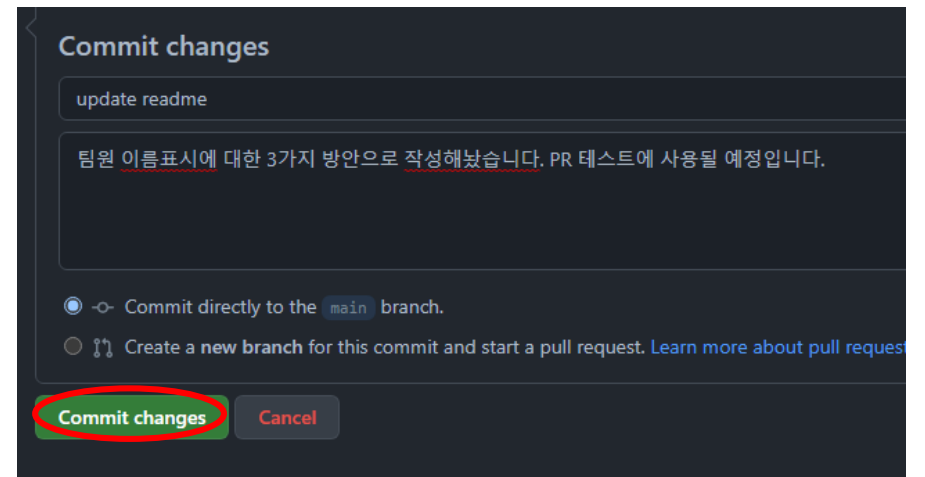 Commit changes
update readme
팀원 이름표시에 대한 3가지 방안으로 작성해놨습니다. PR 테스트에 사용될 예정입니다.
Commit directly to the main branch.
Create a new branch for this commit and start a pull request. Learn more about pull request
Commit changes
Cancel